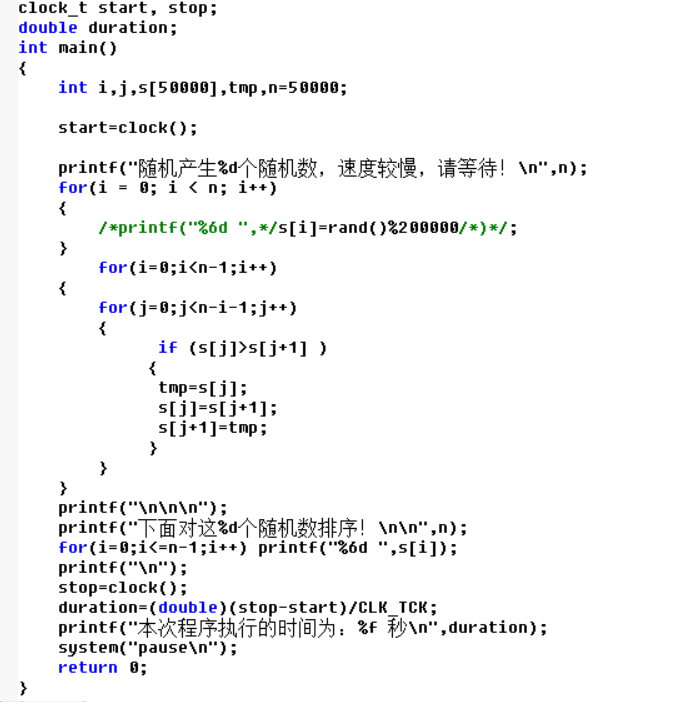 clock_t start, stop;
double duration;
int main()
{
    int i,j,s[50000],tmp,n=50000;

    start=clock();

    printf("随机产生%d个随机数，速度较慢，请等待！\n",n);
    for(i = 0; i < n; i++)
    {
        /*printf("%6d ",*/s[i]=rand()%200000/*)*/;
    }
        for(i=0;i<n-1;i++)
    {
        for(j=0;j<n-i-1;j++)
        {
              if (s[j]>s[j+1] )
             {
              tmp=s[j];
              s[j]=s[j+1];
              s[j+1]=tmp;
             }
        }
    }
    printf("\n\n\n");
    printf("下面对这%d个随机数排序！\n\n",n);
    for(i=0;i<=n-1;i++) printf("%6d ",s[i]);
    printf("\n");
    stop=clock();
    duration=(double)(stop-start)/CLK_TCK;
    printf("本次程序执行的时间为：%f 秒\n",duration);
    system("pause\n");
    return 0;
}